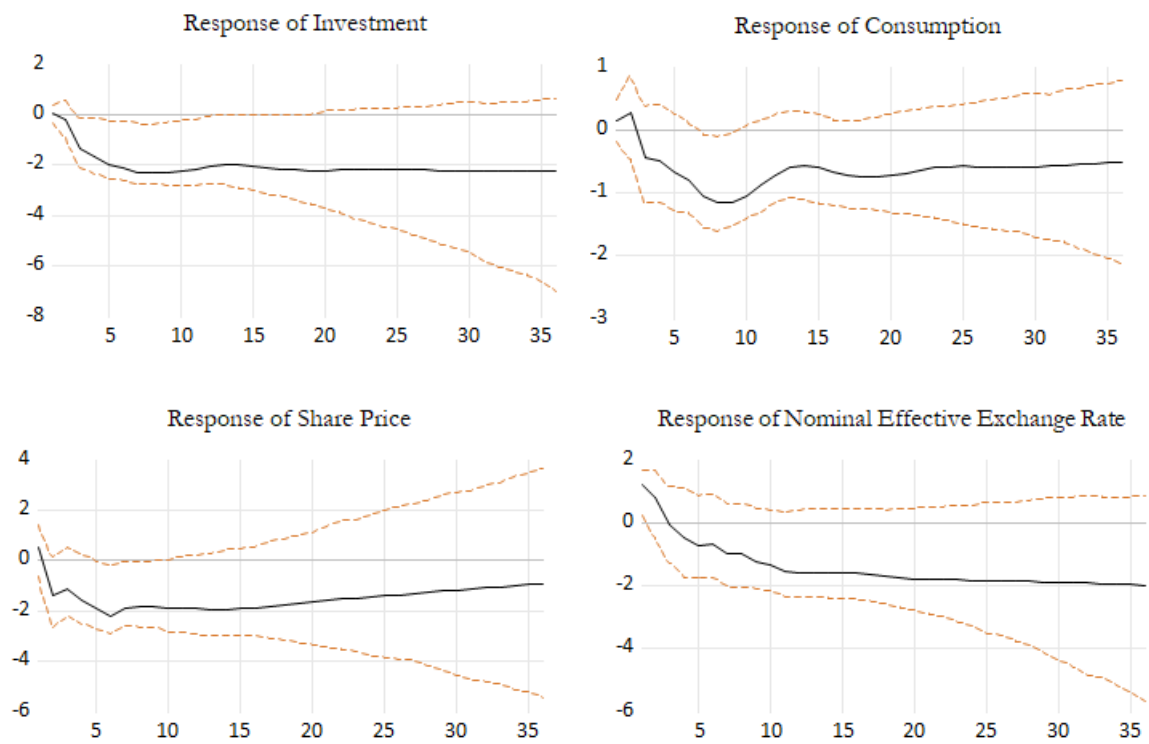 Response of Investment
2
0
-2
-4
-6
-8
5 10 15 20 25 30 35
Response of Consumption
1
0
-1
-2
-3
5 10 15 20 25 30 35
Response of Share Price
4
2
0
-2
-4
-6
5 10 15 20 25 30 35
Response of Nominal Effective Exchange Rate
2
0
-2
-4
-6
5 10 15 20 25 30 35